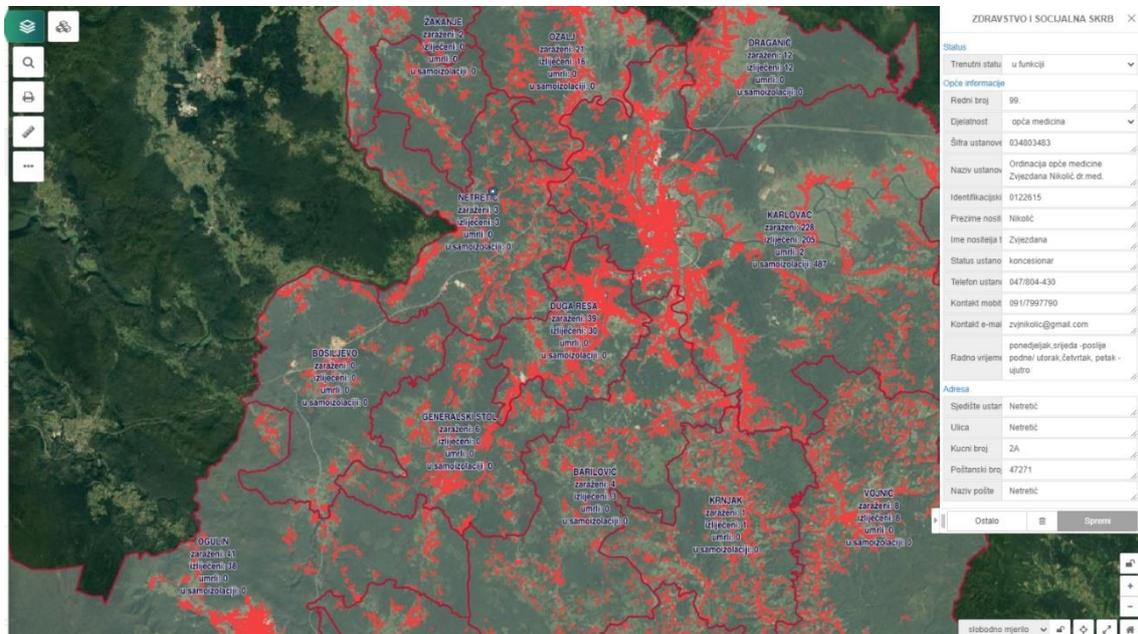 ŽAKANJE
zaraženi: 2
izliječeni: 0
umrli: 0
u samoizolaciji: 0
OZALJ
zaraženi: 21
izliječeni: 16
umrli: 0
u samoizolaciji: 0
DRAGANIĆ
zaraženi: 12
izliječeni: 12
umrli: 0
u samoizolaciji: 0
NETRETIĆ
zaraženi: 3
izliječeni: 3
umrli: 0
u samoizolaciji: 0
KARLOVAC
zaraženi: 228
izliječeni: 205
umrli: 2
u samoizolaciji: 487
DUGA RESA
zaraženi: 39
izliječeni: 30
umrli: 0
u samoizolaciji: 0
BOSILJEVO
zaraženi: 0
izliječeni: 0
umrli: 0
u samoizolaciji: 0
GENERALSKI STOL
zaraženi: 6
izliječeni: 0
umrli: 0
u samoizolaciji: 0
BARILOVIĆ
zaraženi: 4
izliječeni: 3
umrli: 0
u samoizolaciji: 0
KRNJAK
zaraženi: 1
izliječeni: 1
umrli: 0
u samoizolaciji: 0
VOJNIĆ
zaraženi: 8
izliječeni: 8
umrli: 0
u samoizolaciji: 0
OGULIN
zaraženi: 41
izliječeni: 38
umrli: 0
u samoizolaciji: 0
ZDRAVSTVO I SOCIJALNA SKRB
Status
Trenutni statu u funkciji
Opće informacije
Redni broj 99.
Djelatnost opća medicina
Šifra ustanove 034803483
Naziv ustanov Ordinacija opće medicine
Zvjezdana Nikolić dr.med.
Identifikacijski 0122615
Prezime nosit Nikolić
Ime nositelja t Zvjezdana
Status ustano koncesionar
Telefon ustan 047/804-430
Kontakt mobit 091/7997790
Kontakt e-mai zvjnikolic@gmail.com
Radno vrijeme ponedjeljak,srijeda -poslije
podne/ utorak,četvrtak, petak -
ujutro
Adresa
Sjedište ustan Netretić
Ulica Netretić
Kucni broj 2A
Poštanski broj 47271
Naziv pošte Netretić
Ostalo Spremi
slobodno mjerilo